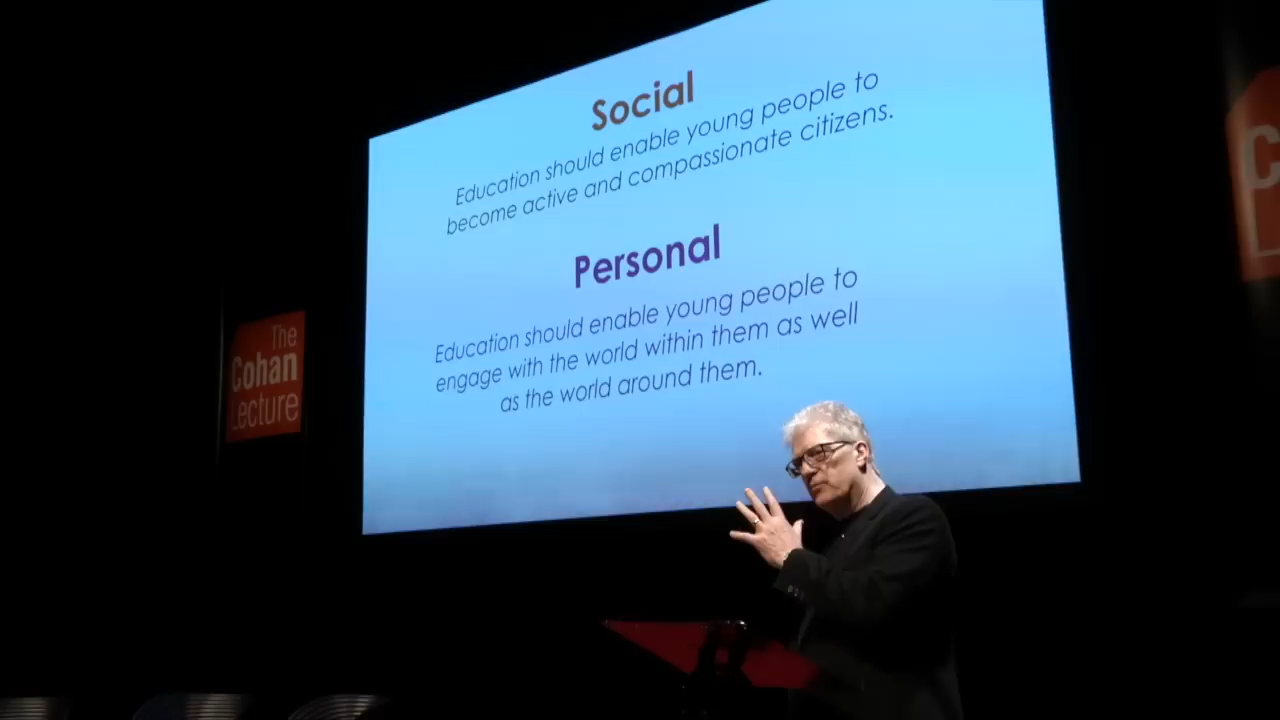 Social
Education should enable young people to
become active and compassionate citizens.
Personal
Education should enable young people to
engage with the world within them as well
as the world around them.
The
Cohan
Lecture